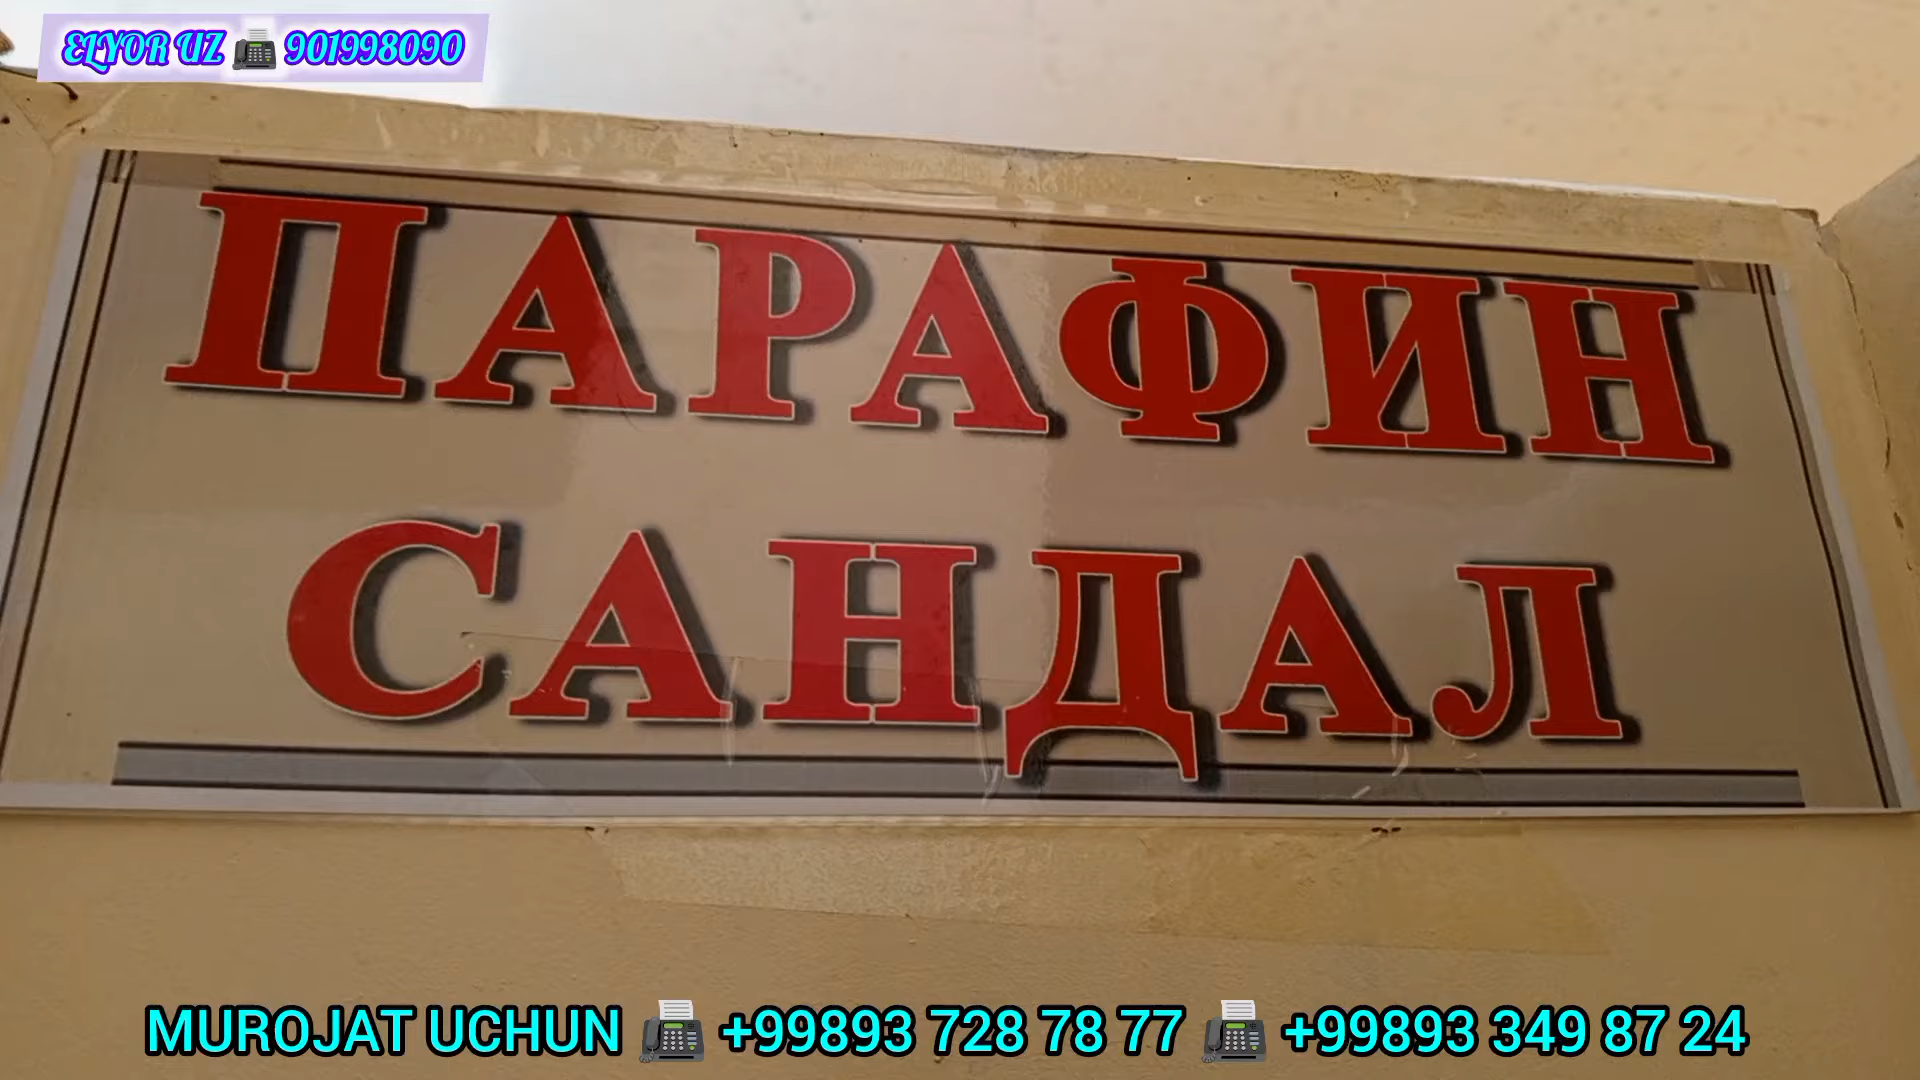 ELYOR UZ 📠 901998090
ПАРАФИН
САНДАЛ
MUROJAT UCHUN 📠 +99893 728 78 77 📠 +99893 349 87 24